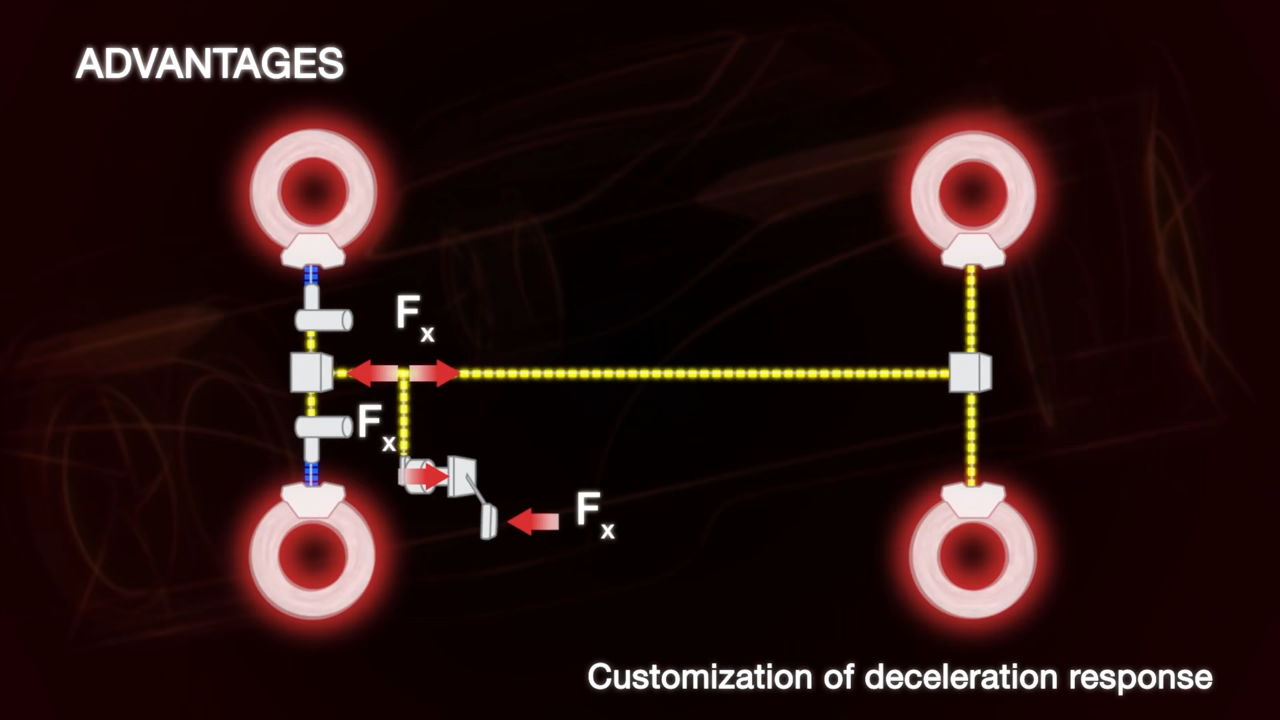 ADVANTAGES
Fx
Fx
Fx
Customization of deceleration response